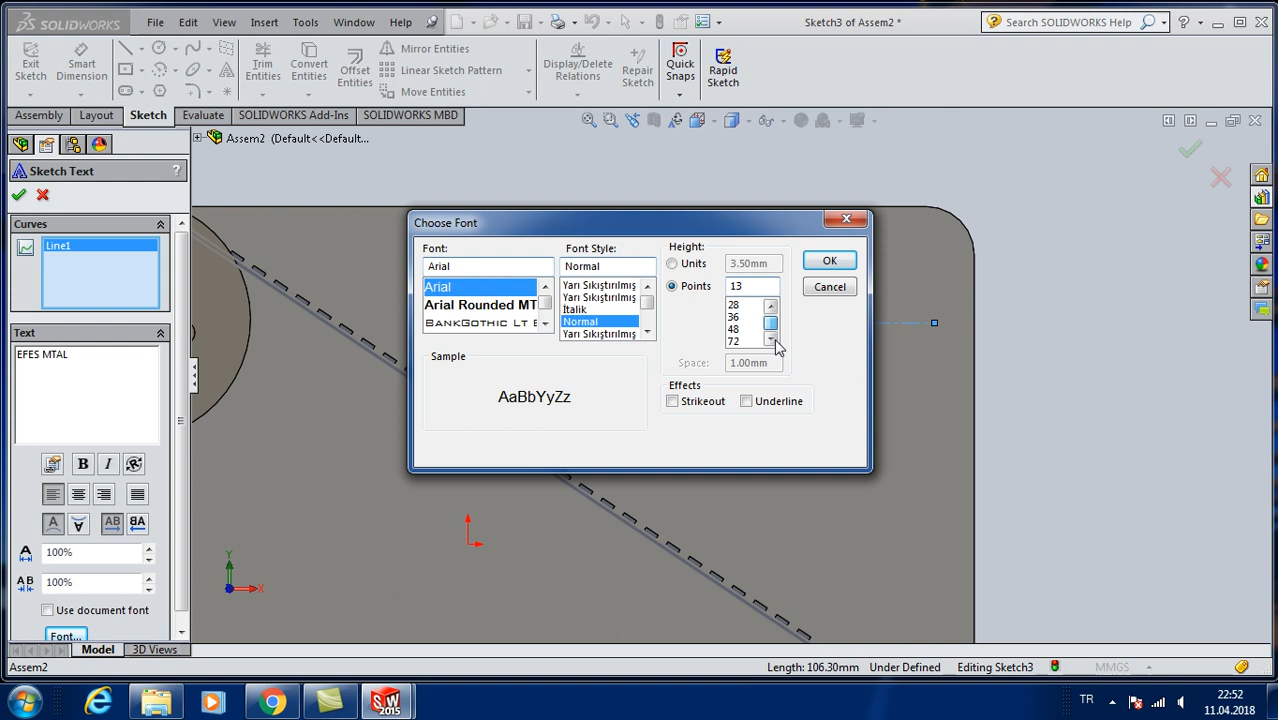 SOLIDWORKS File Edit View Insert Tools Window Help Sketch3 of Assem2 * Search SOLIDWORKS Help
Exit Sketch
Smart Dimension
Trim Entities
Convert Entities
Offset Entities
Mirror Entities
Linear Sketch Pattern
Move Entities
Display/Delete Relations
Repair Sketch
Quick Snaps
Rapid Sketch
Assembly Layout Sketch Evaluate SOLIDWORKS Add-Ins SOLIDWORKS MBD
Assem2 (Default<<Default...
Sketch Text ?
Curves
Line1
Text
EFES MTAL
B I
A A AB AB
A 100%
AB 100%
Use document font
Font...
Choose Font
Font:
Arial
Arial
Arial Rounded MT
BANKGOTHIC LT B
Font Style:
Normal
Yarı Sıkıştırılmış
Yarı Sıkıştırılmış
İtalik
Normal
Yarı Sıkıştırılmış
Height:
Units 3.50mm
Points 13
28
36
48
72
Space: 1.00mm
OK
Cancel
Sample
AaBbYyZz
Effects
Strikeout Underline
Y
X
Model 3D Views
Assem2 Length: 106.30mm Under Defined Editing Sketch3 MMGS
SW 2015
TR
22:52
11.04.2018